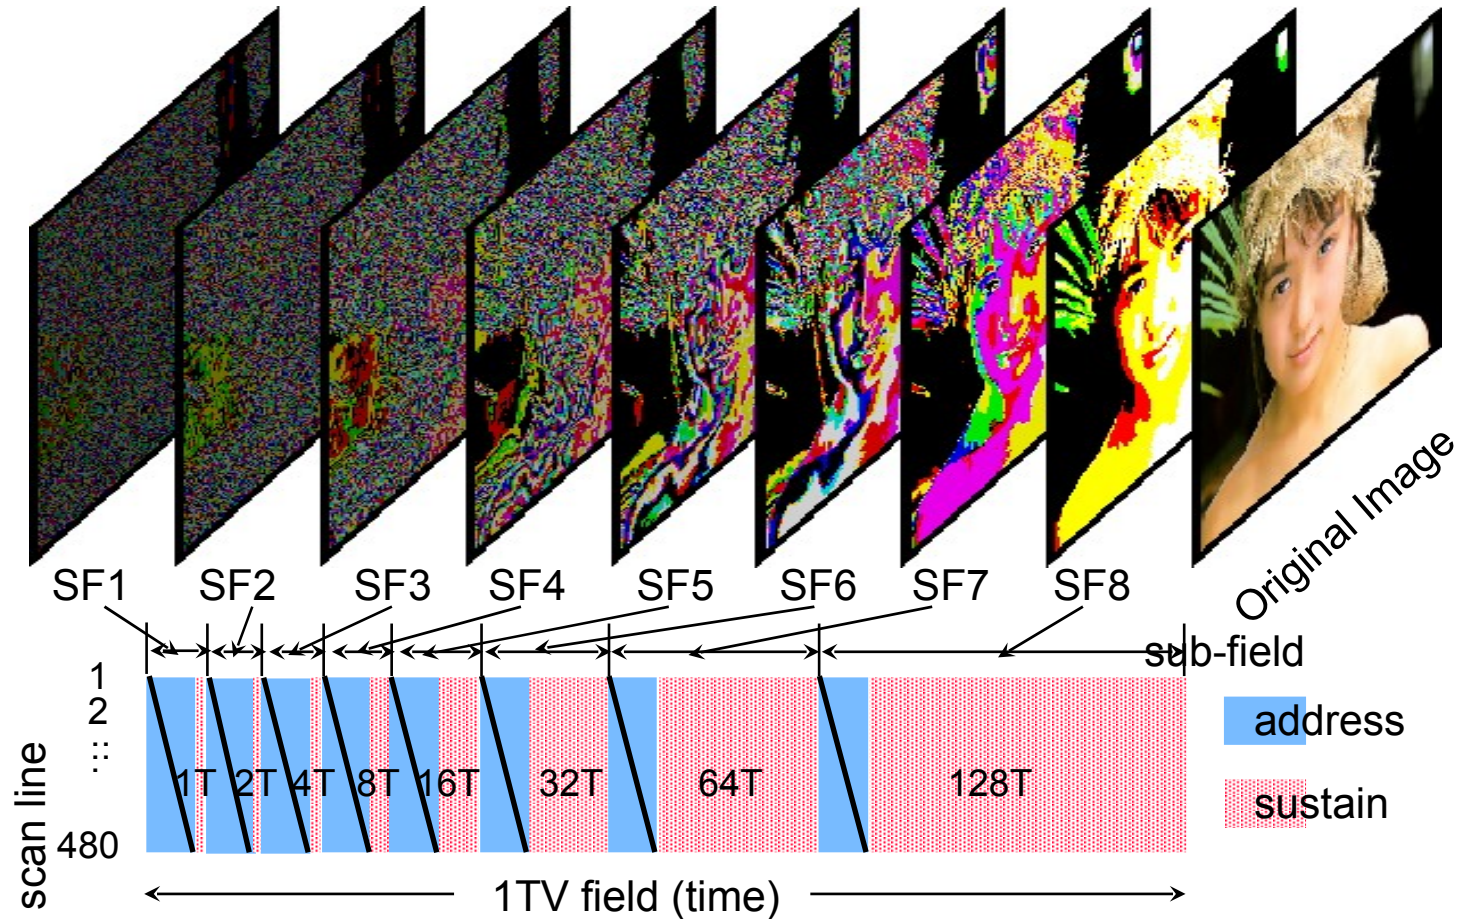 SF1 SF2 SF3 SF4 SF5 SF6 SF7 SF8
Original Image
sub-field
1
2
:
:
480
scan line
1T 2T 4T 8T 16T 32T 64T 128T
address
sustain
1TV field (time)